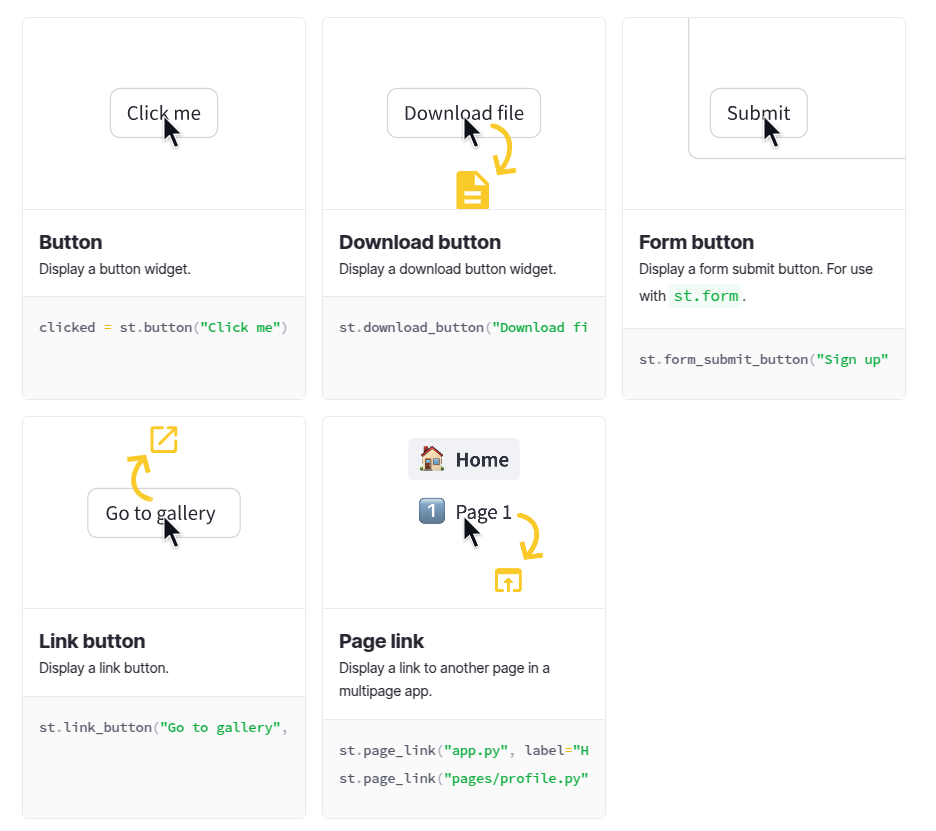 Click me
Download file
Submit
Button
Display a button widget.
clicked = st.button("Click me")
Download button
Display a download button widget.
st.download_button("Download fi
Form button
Display a form submit button. For use
with st.form.
st.form_submit_button("Sign up"
Go to gallery
Home
1
Page 1
Link button
Display a link button.
st.link_button("Go to gallery",
Page link
Display a link to another page in a
multipage app.
st.page_link("app.py", label="H
st.page_link("pages/profile.py"